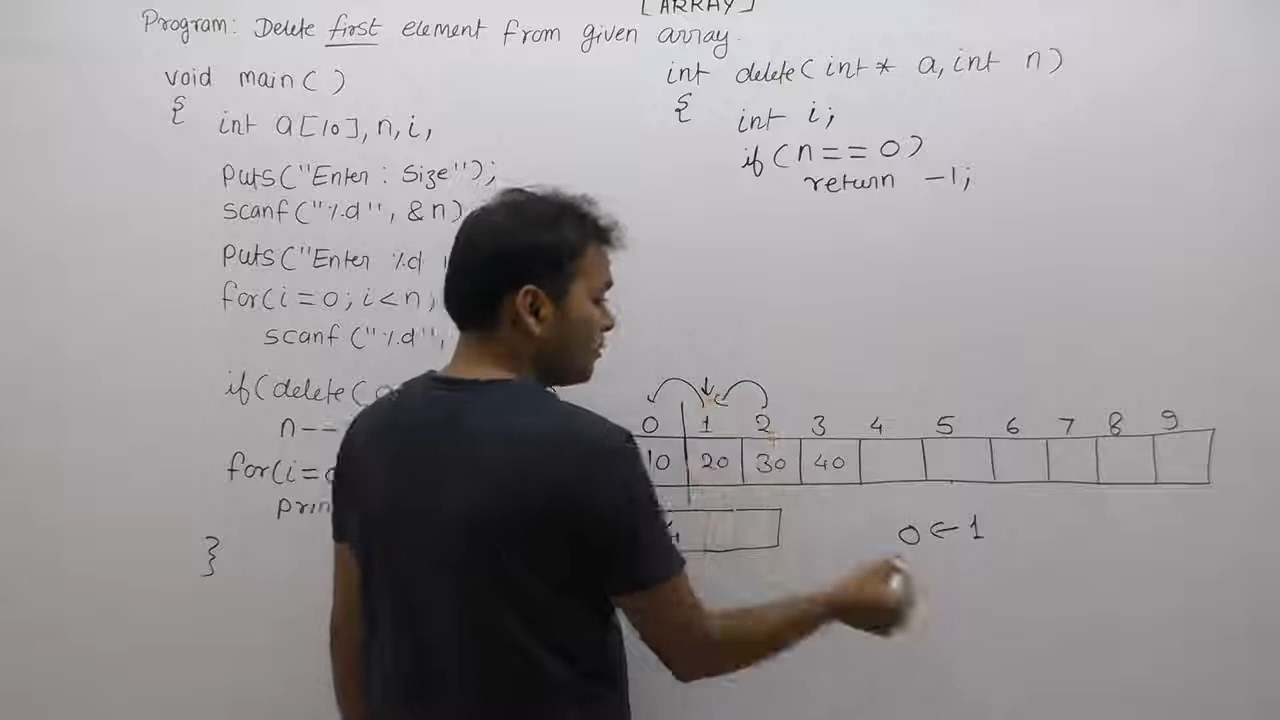 [ARRAY]
Program: Delete first element from given array.
void main( )
{
int a[10], n, i,
puts("Enter : Size");
scanf("%d", &n)
puts("Enter %d
for(i=0; i<n;
scanf("%d",
if(delete(
n--
for(i=
}
int delete(int* a, int n)
{
int i;
if(n==0)
return -1;
0 1 2 3 4 5 6 7 8 9
10 20 30 40
0 ← 1